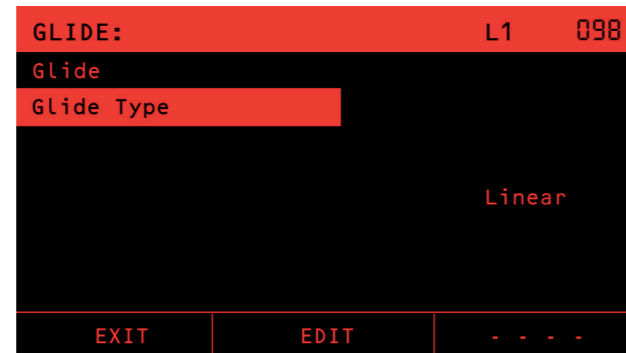 GLIDE: L1 098
Glide
Glide Type
Linear
EXIT EDIT - - - -